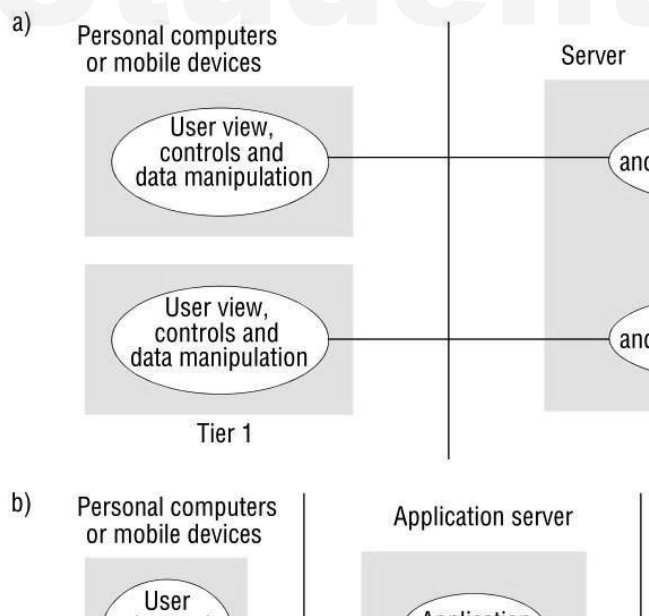 a)
Personal computers
or mobile devices
Server
User view,
controls and
data manipulation
and
User view,
controls and
data manipulation
and
Tier 1
b)
Personal computers
or mobile devices
Application server
User
Application